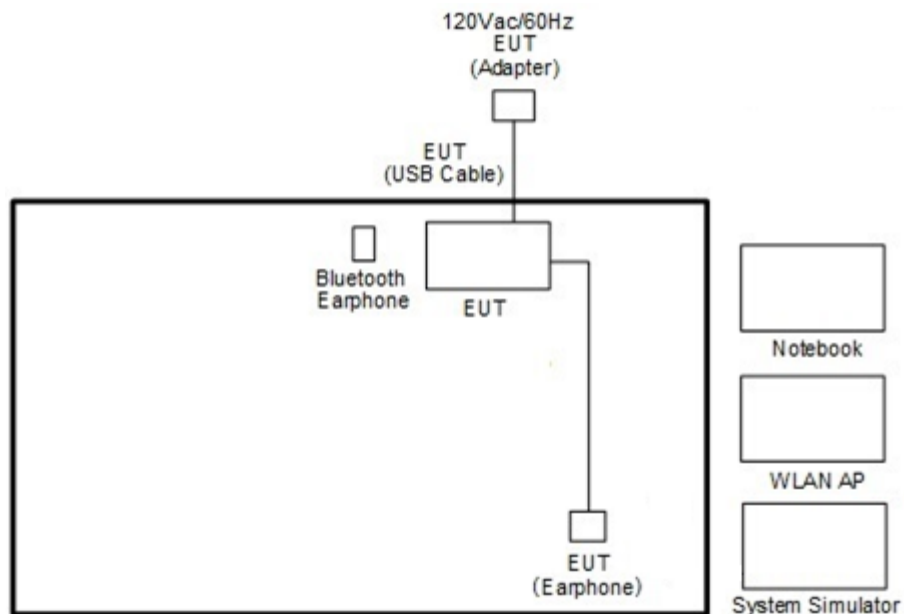 120Vac/60Hz
EUT
(Adapter)
EUT
(USB Cable)
Bluetooth
Earphone
EUT
Notebook
WLAN AP
EUT
(Earphone)
System Simulator